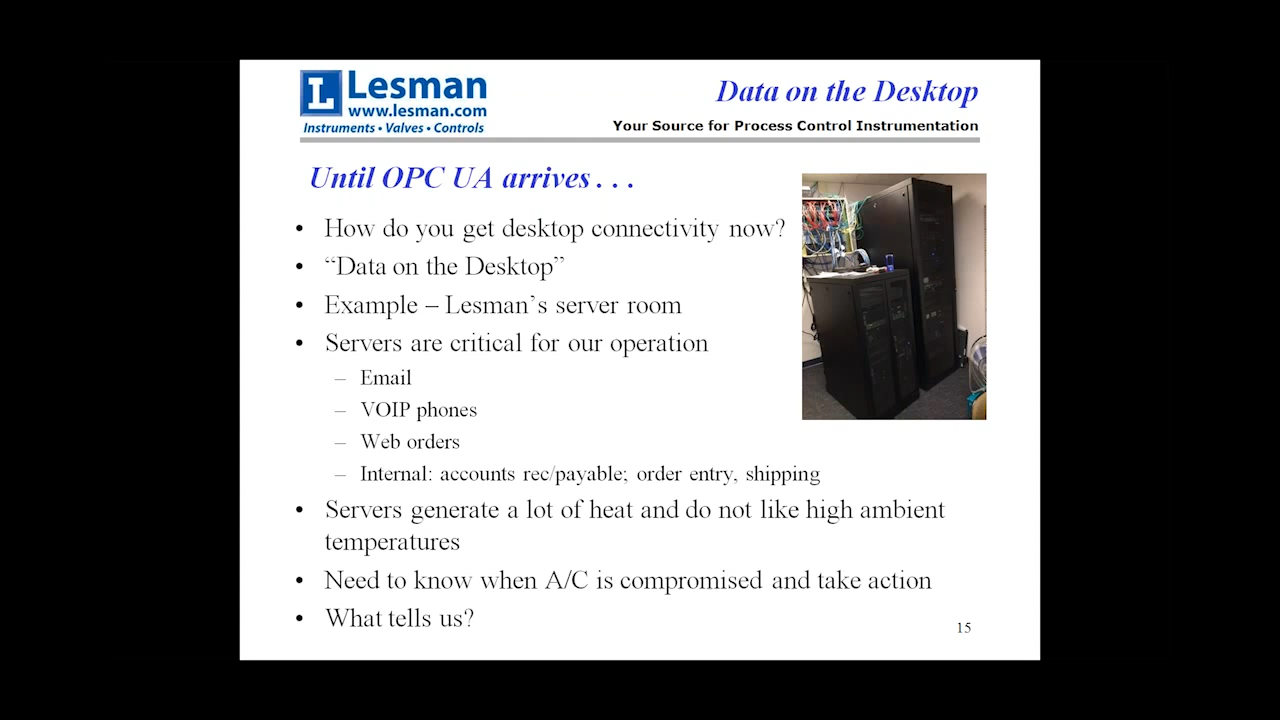 L Lesman
www.lesman.com
Instruments • Valves • Controls
Data on the Desktop
Your Source for Process Control Instrumentation
Until OPC UA arrives . . .
• How do you get desktop connectivity now?
• “Data on the Desktop”
• Example – Lesman’s server room
• Servers are critical for our operation
– Email
– VOIP phones
– Web orders
– Internal: accounts rec/payable; order entry, shipping
• Servers generate a lot of heat and do not like high ambient
temperatures
• Need to know when A/C is compromised and take action
• What tells us?
15